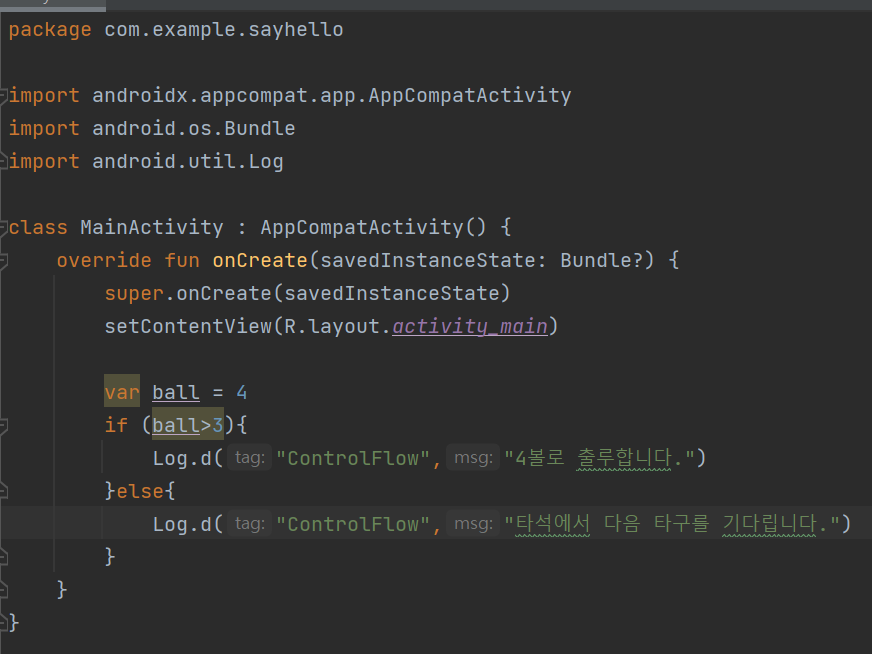 package com.example.sayhello
import androidx.appcompat.app.AppCompatActivity
import android.os.Bundle
import android.util.Log
class MainActivity : AppCompatActivity() {
override fun onCreate(savedInstanceState: Bundle?) {
super.onCreate(savedInstanceState)
setContentView(R.layout.activity_main)
var ball = 4
if (ball>3){
Log.d( tag: "ControlFlow", msg: "4볼로 출루합니다.")
}else{
Log.d( tag: "ControlFlow", msg: "타석에서 다음 타구를 기다립니다.")
}
}
}